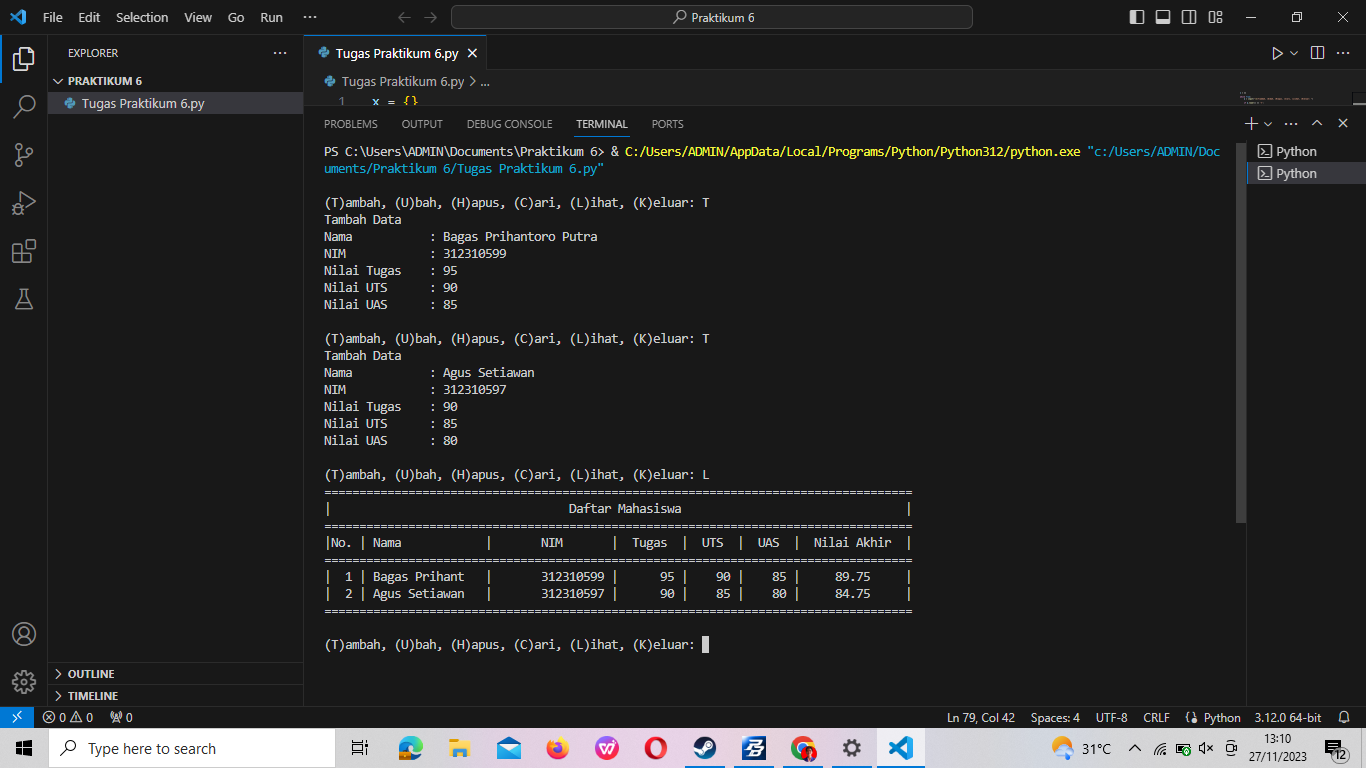 File Edit Selection View Go Run ···
Praktikum 6
EXPLORER ···
PRAKTIKUM 6
Tugas Praktikum 6.py
OUTLINE
TIMELINE
Tugas Praktikum 6.py
Tugas Praktikum 6.py > ...
1 x = {}
PROBLEMS OUTPUT DEBUG CONSOLE TERMINAL PORTS
Python
Python
PS C:\Users\ADMIN\Documents\Praktikum 6> & C:/Users/ADMIN/AppData/Local/Programs/Python/Python312/python.exe "c:/Users/ADMIN/Doc
uments/Praktikum 6/Tugas Praktikum 6.py"
(T)ambah, (U)bah, (H)apus, (C)ari, (L)ihat, (K)eluar: T
Tambah Data
Nama : Bagas Prihantoro Putra
NIM : 312310599
Nilai Tugas : 95
Nilai UTS : 90
Nilai UAS : 85
(T)ambah, (U)bah, (H)apus, (C)ari, (L)ihat, (K)eluar: T
Tambah Data
Nama : Agus Setiawan
NIM : 312310597
Nilai Tugas : 90
Nilai UTS : 85
Nilai UAS : 80
(T)ambah, (U)bah, (H)apus, (C)ari, (L)ihat, (K)eluar: L
====================================================================================
| Daftar Mahasiswa |
====================================================================================
|No. | Nama | NIM | Tugas | UTS | UAS | Nilai Akhir |
====================================================================================
| 1 | Bagas Prihant | 312310599 | 95 | 90 | 85 | 89.75 |
| 2 | Agus Setiawan | 312310597 | 90 | 85 | 80 | 84.75 |
====================================================================================
(T)ambah, (U)bah, (H)apus, (C)ari, (L)ihat, (K)eluar:
0 0 0 Ln 79, Col 42 Spaces: 4 UTF-8 CRLF Python 3.12.0 64-bit
Type here to search 31°C 13:10
27/11/2023
12